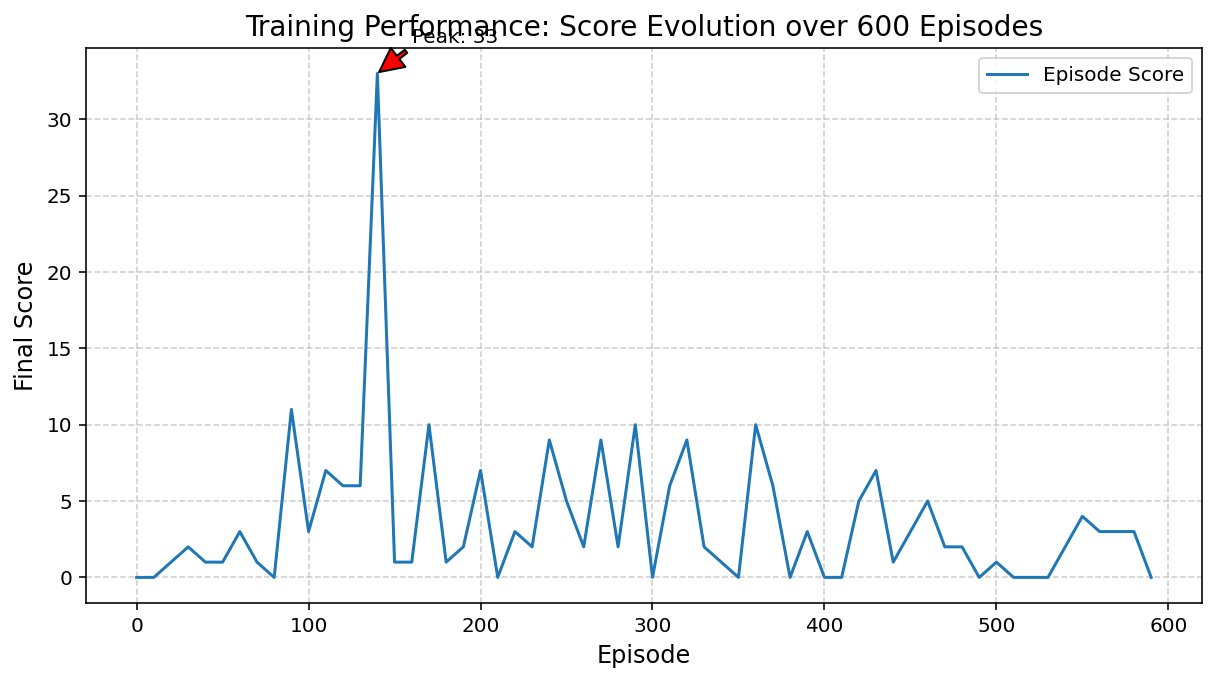 Training Performance: Score Evolution over 600 Episodes
Peak: 33
Episode Score
30
25
20
15
10
5
0
Final Score
0 100 200 300 400 500 600
Episode